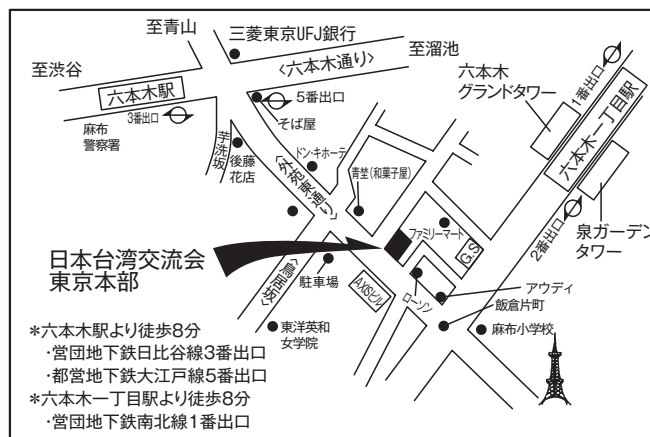 至青山
三菱東京UFJ銀行
至渋谷
〈六本木通り〉
至溜池
六本木駅
3番出口
麻布
警察署
5番出口
そば屋
芋洗坂
後藤
花店
ドン・キホーテ
〈外苑東通り〉
青埜(和菓子屋)
六本木
グランドタワー
1番出口
六本木一丁目駅
泉ガーデン
タワー
2番出口
ファミリーマート
G.S
日本台湾交流会
東京本部
〈鳥居坂〉
駐車場
AXISビル
ローソン
アウディ
飯倉片町
麻布小学校
東洋英和
女学院
*六本木駅より徒歩8分
・営団地下鉄日比谷線3番出口
・都営地下鉄大江戸線5番出口
*六本木一丁目駅より徒歩8分
・営団地下鉄南北線1番出口